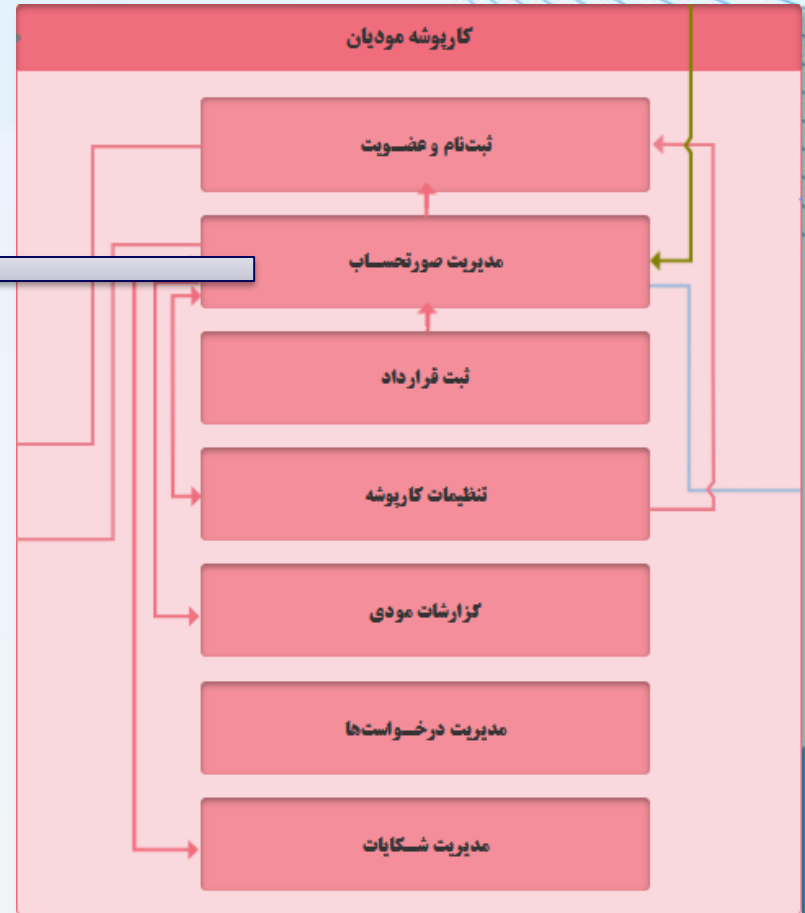 کارپوشه مودیان
ثبت‌نام و عضــویت
مدیریت صورتحســاب
ثبت قرارداد
تنظیمات کارپوشه
گزارشات مودی
مدیریت درخــواست‌ها
مدیریت شــکایات